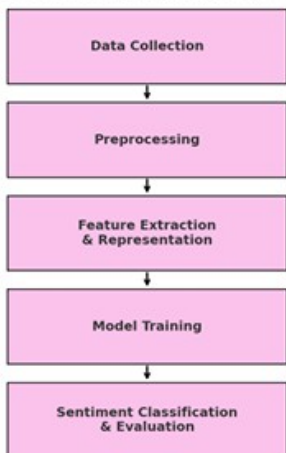 Data Collection
Preprocessing
Feature Extraction
& Representation
Model Training
Sentiment Classification
& Evaluation